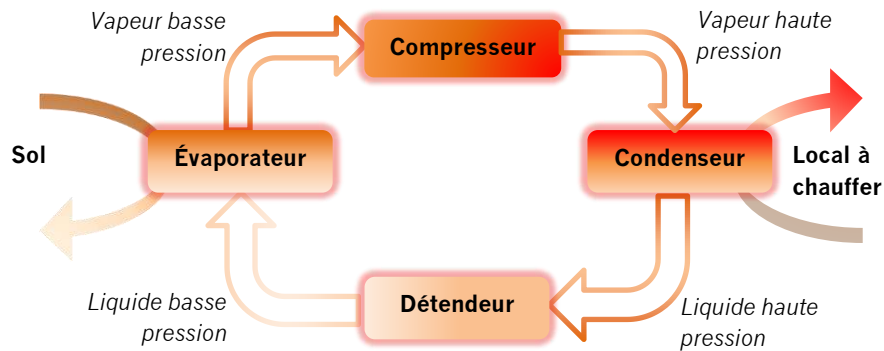 Vapeur basse
pression
Compresseur
Vapeur haute
pression
Sol
Évaporateur
Condenseur
Local à
chauffer
Liquide basse
pression
Détendeur
Liquide haute
pression